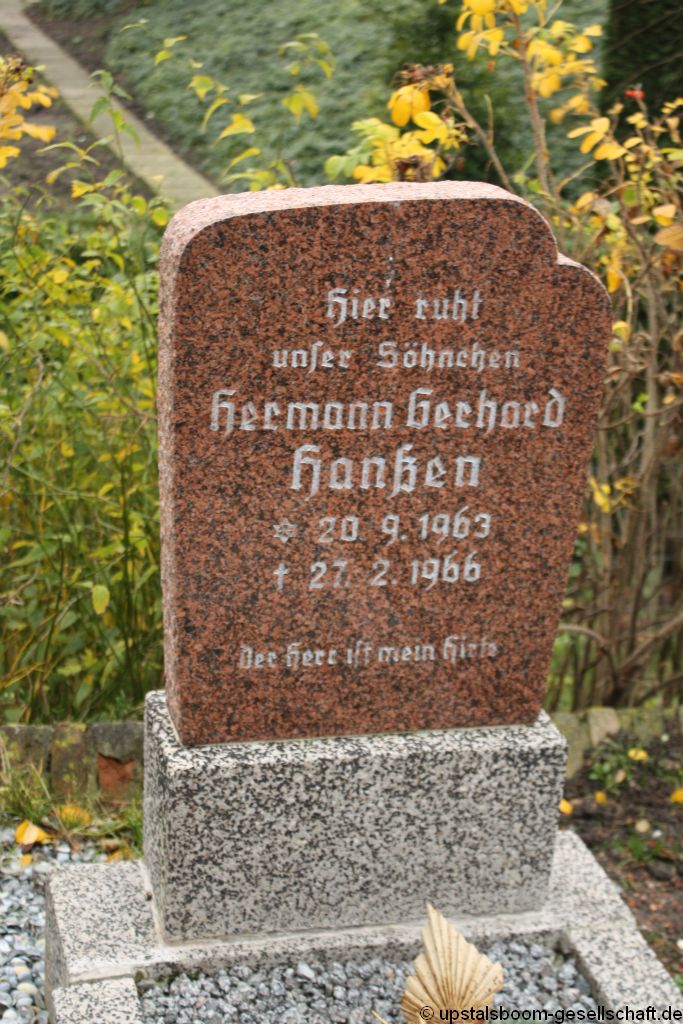 Hier ruht
unser Söhnchen
Hermann Gerhard
Hanßen
* 20. 9. 1963
† 27. 2. 1966
Der Herr ist mein Hirte
© upstalsboom-gesellschaft.de